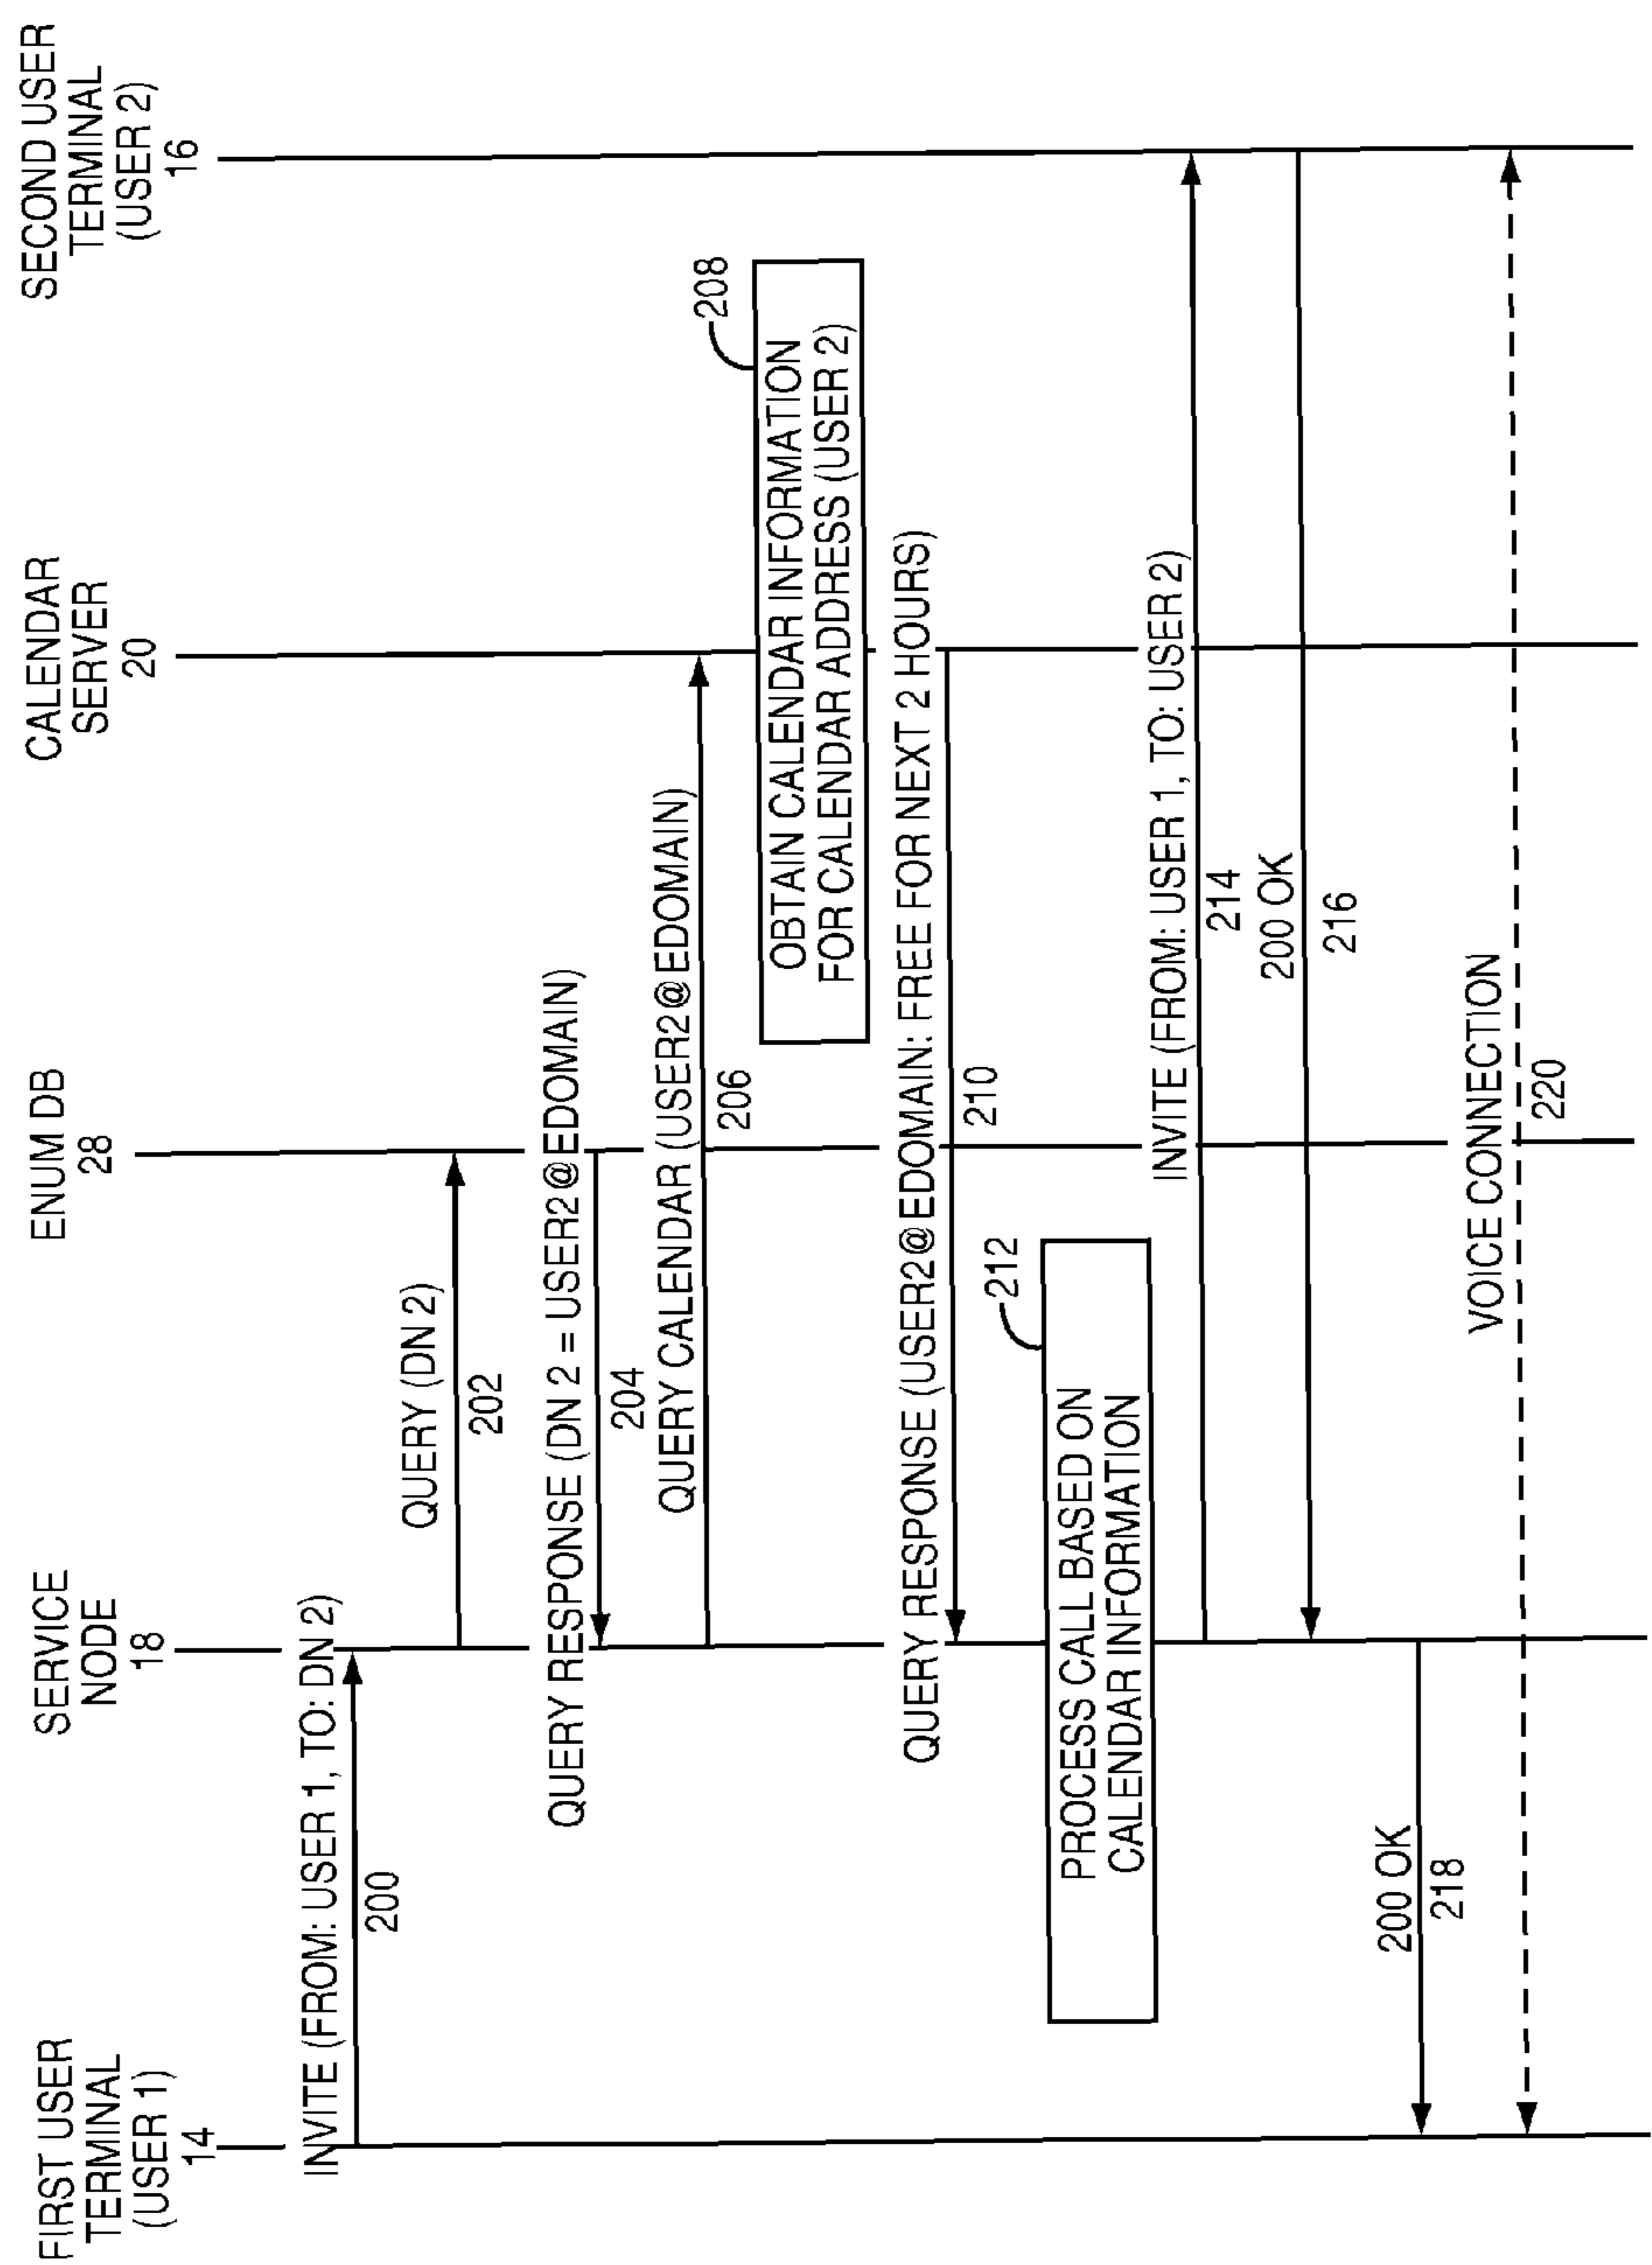 FIRST USER
TERMINAL
(USER 1)
14
SERVICE
NODE
18
ENUM DB
28
CALENDAR
SERVER
20
SECOND USER
TERMINAL
(USER 2)
16
INVITE (FROM: USER 1, TO: DN 2)
200
QUERY (DN 2)
202
QUERY RESPONSE (DN 2 = USER2@EDOMAIN)
204
QUERY CALENDAR (USER2@EDOMAIN)
206
208
OBTAIN CALENDAR INFORMATION
FOR CALENDAR ADDRESS (USER 2)
QUERY RESPONSE (USER2@EDOMAIN: FREE FOR NEXT 2 HOURS)
210
212
PROCESS CALL BASED ON
CALENDAR INFORMATION
INVITE (FROM: USER 1, TO: USER 2)
214
200 OK
216
200 OK
218
VOICE CONNECTION
220